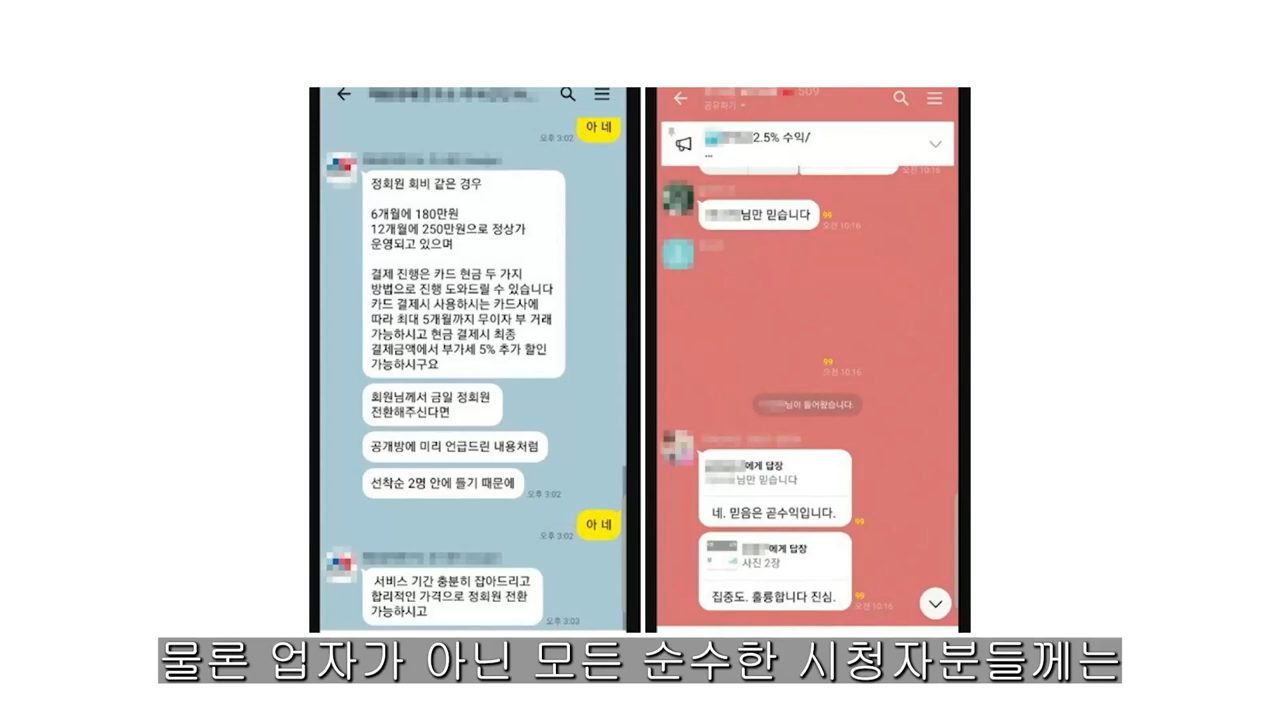 아 네
오후 3:02
정회원 회비 같은 경우
6개월에 180만원
12개월에 250만원으로 정상가
운영되고 있으며
결제 진행은 카드 현금 두 가지
방법으로 진행 도와드릴 수 있습니다
카드 결제시 사용하시는 카드사에
따라 최대 5개월까지 무이자 부 거래
가능하시고 현금 결제시 최종
결제금액에서 부가세 5% 추가 할인
가능하시구요
회원님께서 금일 정회원
전환해주신다면
공개방에 미리 언급드린 내용처럼
선착순 2명 안에 들기 때문에
오후 3:02
아 네
오후 3:02
서비스 기간 충분히 잡아드리고
합리적인 가격으로 정회원 전환
가능하시고
오후 3:03
509
공유하기
2.5% 수익/
...
오전 10:16
님만 믿습니다
99
오전 10:16
99
오전 10:16
님이 들어왔습니다.
에게 답장
님만 믿습니다
네. 믿음은 곧수익입니다.
99
에게 답장
사진 2장
집중도. 훌륭합니다 진심.
99
오전 10:16
물론 업자가 아닌 모든 순수한 시청자분들께는